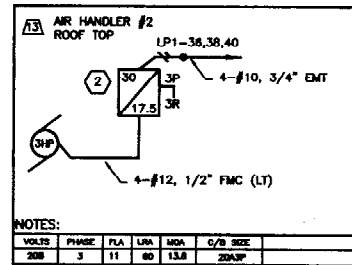 13 AIR HANDLER #2
ROOF TOP
LP1-36,38,40
2
30
3P
3R
17.5
4-#10, 3/4" EMT
3HP
4-#12, 1/2" FMC (LT)
NOTES:
VOLTS PHASE FLA LRA MOA C/B SIZE
208 3 11 60 13.8 20A3P